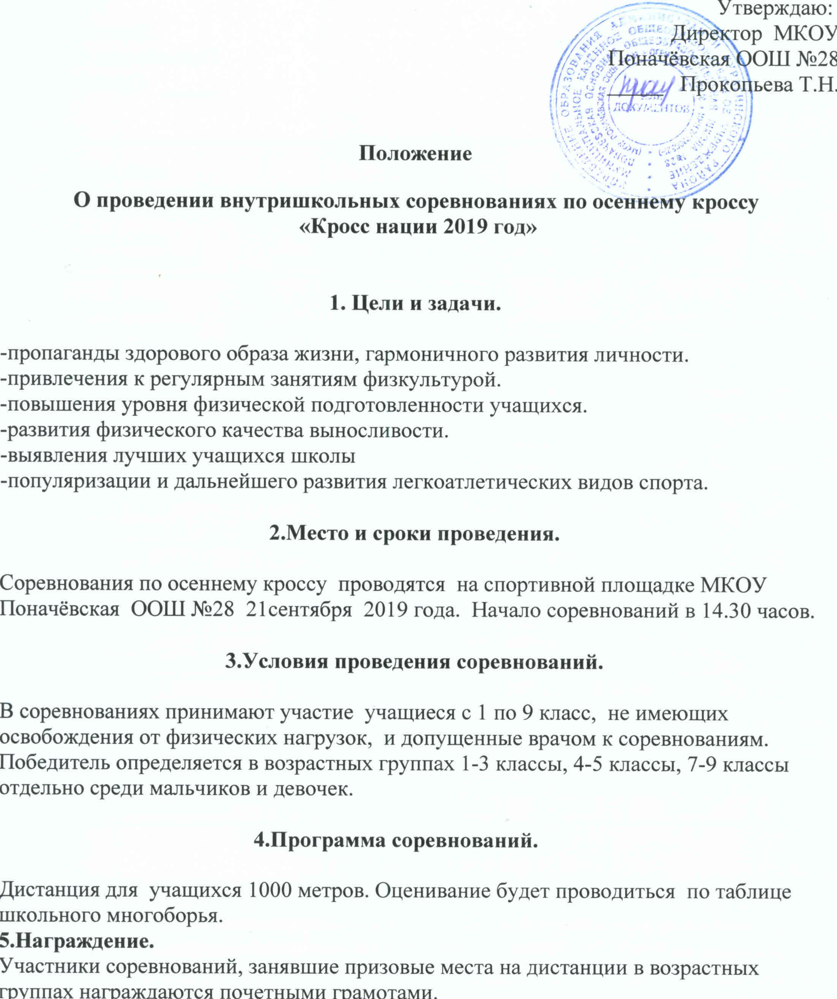 Утверждаю:
Директор МКОУ
Поначёвская ООШ №28
Прокопьева Т.Н.
ДОКУМЕНТОВ
Положение
О проведении внутришкольных соревнованиях по осеннему кроссу
«Кросс нации 2019 год»
1. Цели и задачи.
-пропаганды здорового образа жизни, гармоничного развития личности.
-привлечения к регулярным занятиям физкультурой.
-повышения уровня физической подготовленности учащихся.
-развития физического качества выносливости.
-выявления лучших учащихся школы
-популяризации и дальнейшего развития легкоатлетических видов спорта.
2.Место и сроки проведения.
Соревнования по осеннему кроссу проводятся на спортивной площадке МКОУ
Поначёвская ООШ №28 21сентября 2019 года. Начало соревнований в 14.30 часов.
3.Условия проведения соревнований.
В соревнованиях принимают участие учащиеся с 1 по 9 класс, не имеющих
освобождения от физических нагрузок, и допущенные врачом к соревнованиям.
Победитель определяется в возрастных группах 1-3 классы, 4-5 классы, 7-9 классы
отдельно среди мальчиков и девочек.
4.Программа соревнований.
Дистанция для учащихся 1000 метров. Оценивание будет проводиться по таблице
школьного многоборья.
5.Награждение.
Участники соревнований, занявшие призовые места на дистанции в возрастных
группах награждаются почетными грамотами.